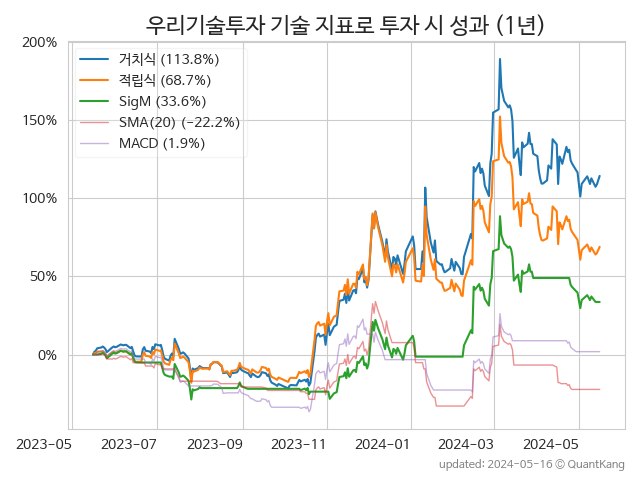 우리기술투자 기술 지표로 투자 시 성과 (1년)
200%
150%
100%
50%
0%
거치식 (113.8%)
적립식 (68.7%)
SigM (33.6%)
SMA(20) (−22.2%)
MACD (1.9%)
2023-05 2023-07 2023-09 2023-11 2024-01 2024-03 2024-05
updated: 2024-05-16 © QuantKang